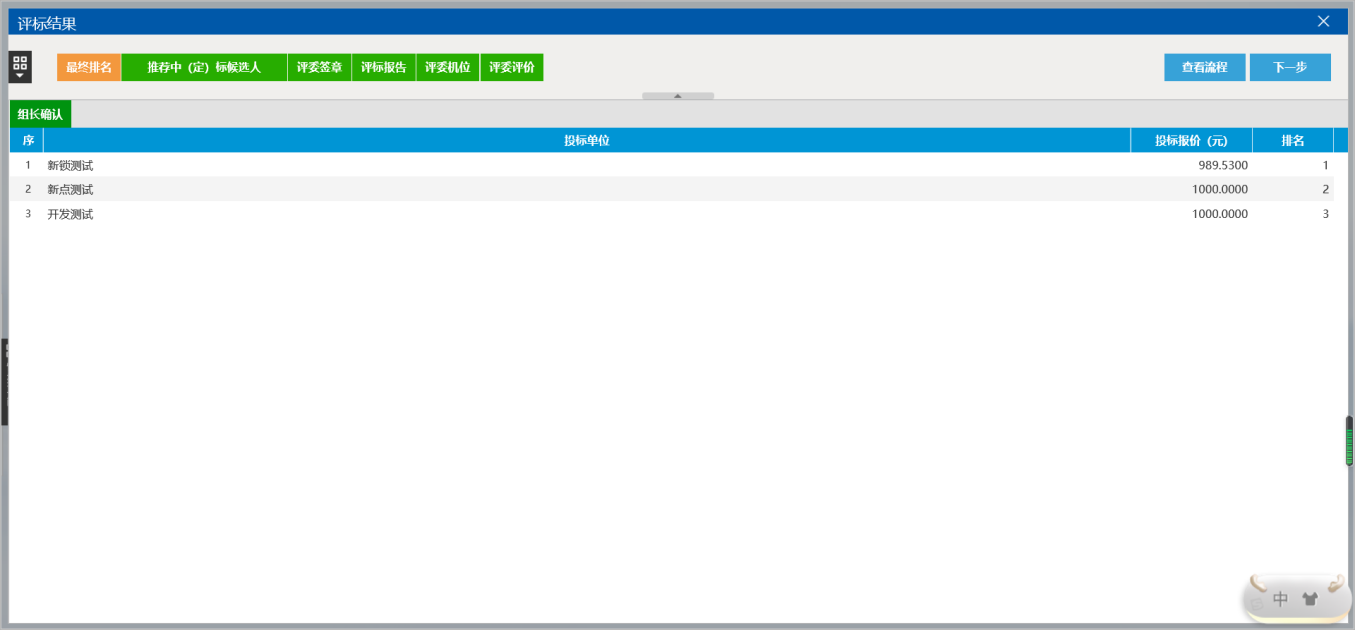 评标结果
最终排名 推荐中（定）标候选人 评委签章 评标报告 评委机位 评委评价 查看流程 下一步
组长确认
序 投标单位 投标报价（元） 排名
1 新锁测试 989.5300 1
2 新点测试 1000.0000 2
3 开发测试 1000.0000 3
中